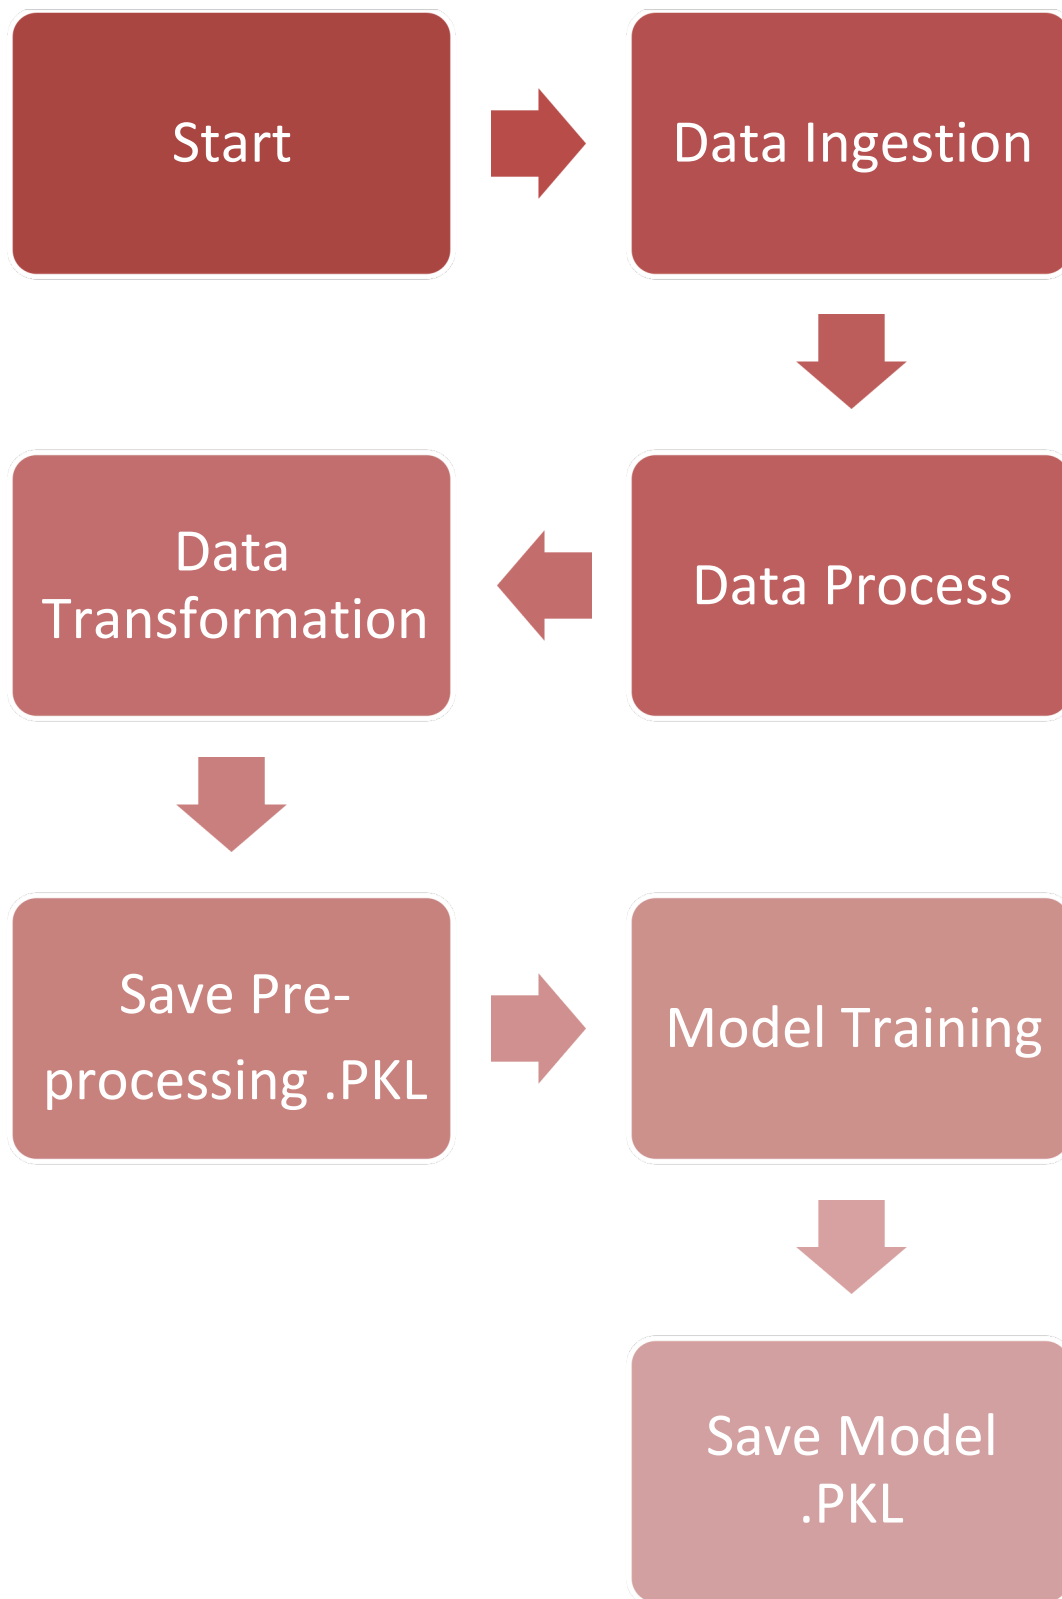 Start
Data Ingestion
Data Process
Data
Transformation
Save Pre-
processing .PKL
Model Training
Save Model
.PKL